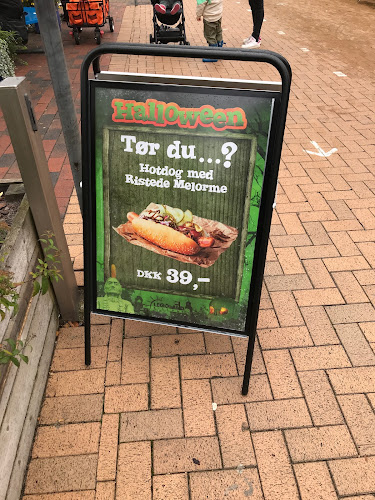 Halloween
Tør du...?
Hotdog med
Ristede Melorme
DKK 39,-